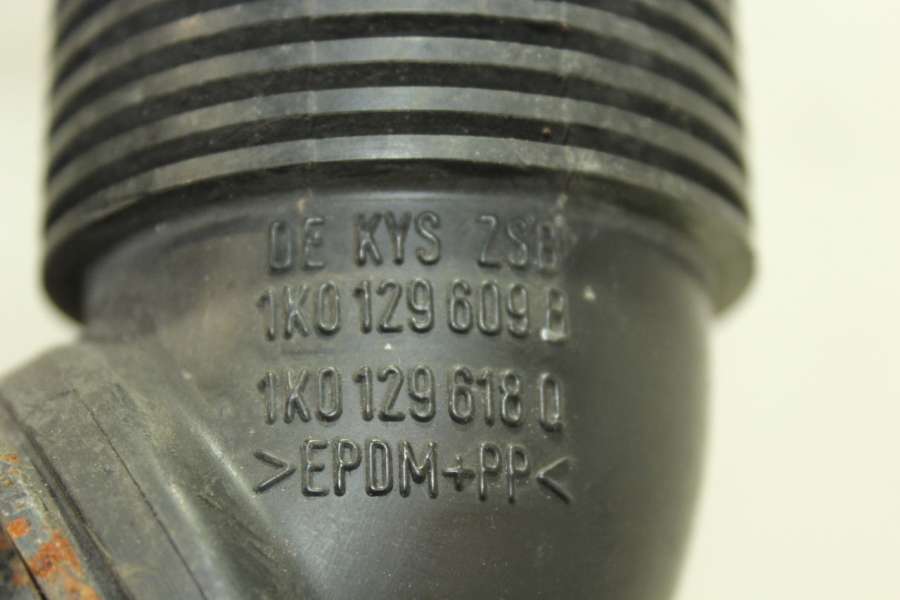 DE KYS ZSB
1K0 129 609 B
1K0 129 618 Q
>EPDM+PP<